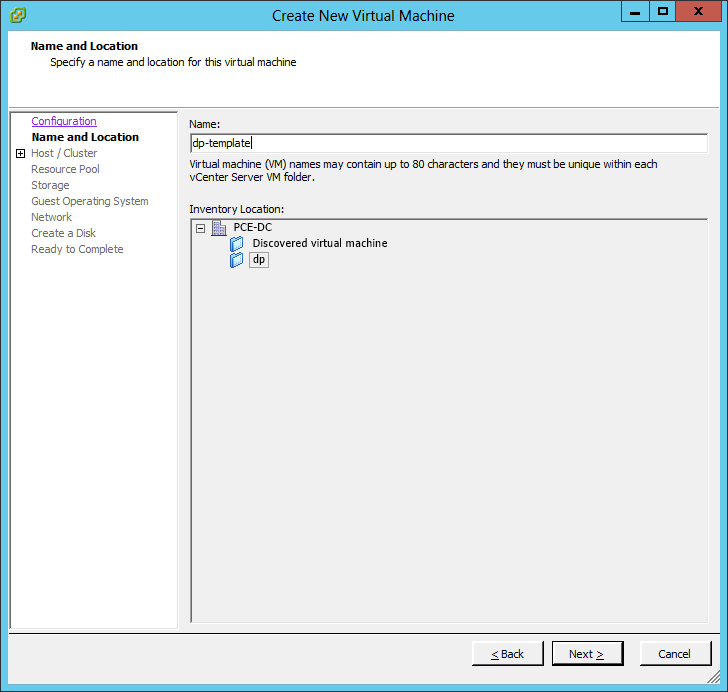 Create New Virtual Machine
Name and Location
Specify a name and location for this virtual machine
Configuration
Name and Location
Host / Cluster
Resource Pool
Storage
Guest Operating System
Network
Create a Disk
Ready to Complete
Name:
dp-template
Virtual machine (VM) names may contain up to 80 characters and they must be unique within each
vCenter Server VM folder.
Inventory Location:
PCE-DC
Discovered virtual machine
dp
< Back
Next >
Cancel